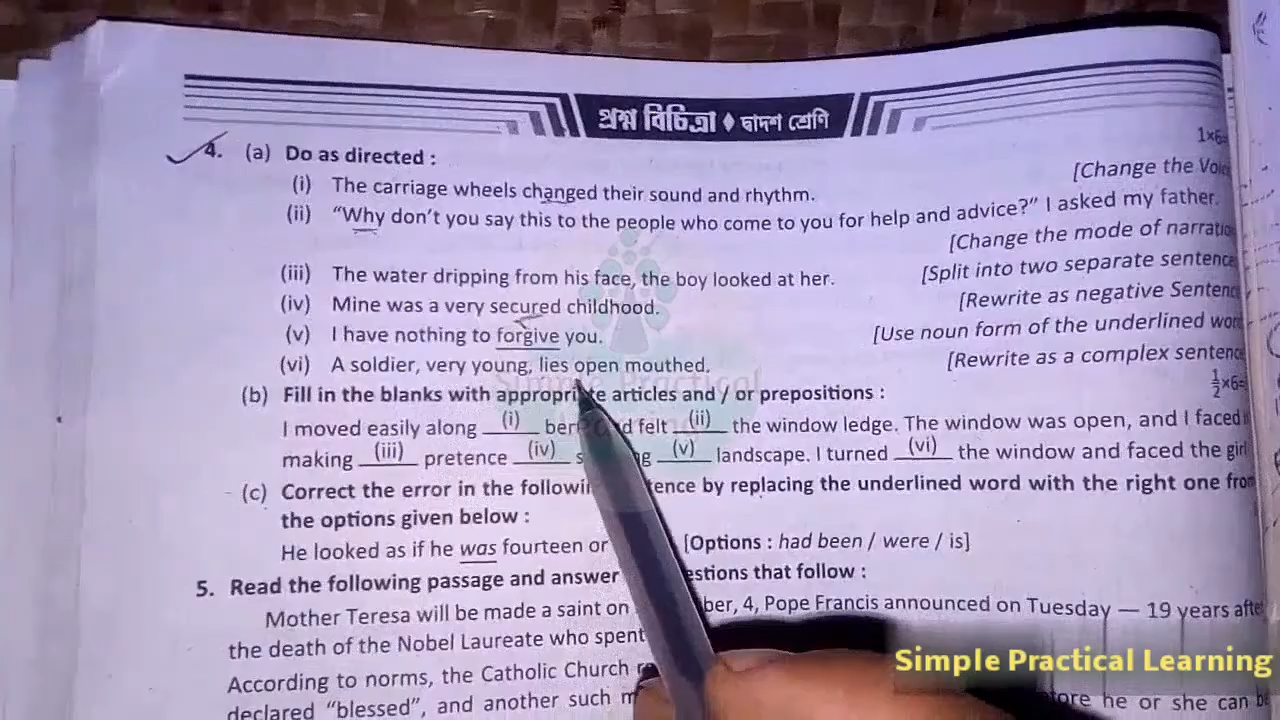 প্রশ্ন বিচিত্রা ♦ দ্বাদশ শ্রেণি
4. (a) Do as directed : 1×6=
(i) The carriage wheels changed their sound and rhythm. [Change the Voi
(ii) “Why don’t you say this to the people who come to you for help and advice?” I asked my father.
[Change the mode of narratio
(iii) The water dripping from his face, the boy looked at her. [Split into two separate sentence
(iv) Mine was a very secured childhood. [Rewrite as negative Sentenc
(v) I have nothing to forgive you. [Use noun form of the underlined wor
(vi) A soldier, very young, lies open mouthed. [Rewrite as a complex sentenc
(b) Fill in the blanks with appropriate articles and / or prepositions : ½×6=
I moved easily along (i) felt (ii) the window ledge. The window was open, and I faced
making (iii) pretence (iv) (v) landscape. I turned (vi) the window and faced the girl
(c) Correct the error in the following by replacing the underlined word with the right one fro
the options given below :
He looked as if he was fourteen or [Options : had been / were / is]
5. Read the following passage and answer that follow :
Mother Teresa will be made a saint on 4, Pope Francis announced on Tuesday — 19 years afte
the death of the Nobel Laureate who spent
According to norms, the Catholic Church
declared “blessed”, and another such he or she can be
Simple Practical Learning